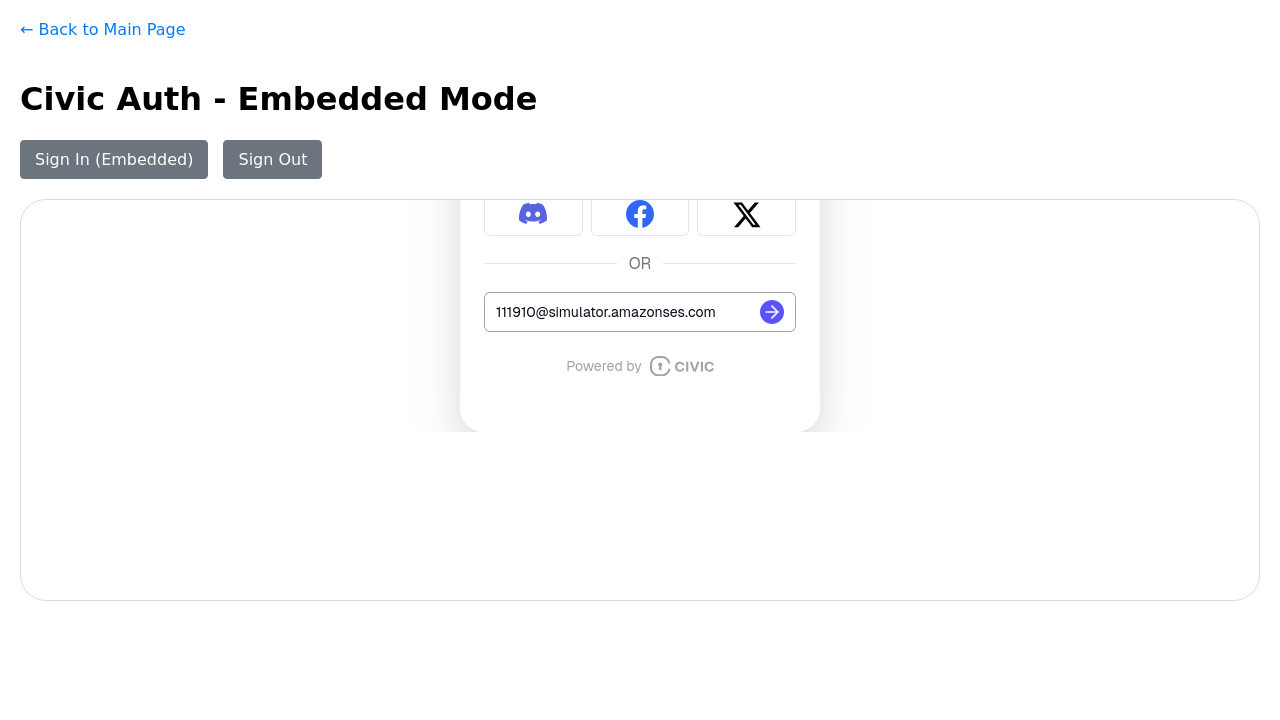 ← Back to Main Page
Civic Auth - Embedded Mode
Sign In (Embedded)
Sign Out
OR
111910@simulator.amazonses.com
Powered by CIVIC